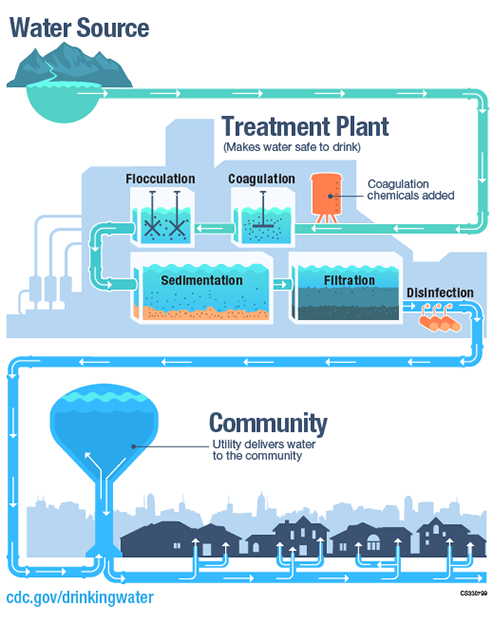 Water Source
Treatment Plant
(Makes water safe to drink)
Flocculation
Coagulation
Coagulation
chemicals added
Sedimentation
Filtration
Disinfection
Community
Utility delivers water
to the community
cdc.gov/drinkingwater
CS330799